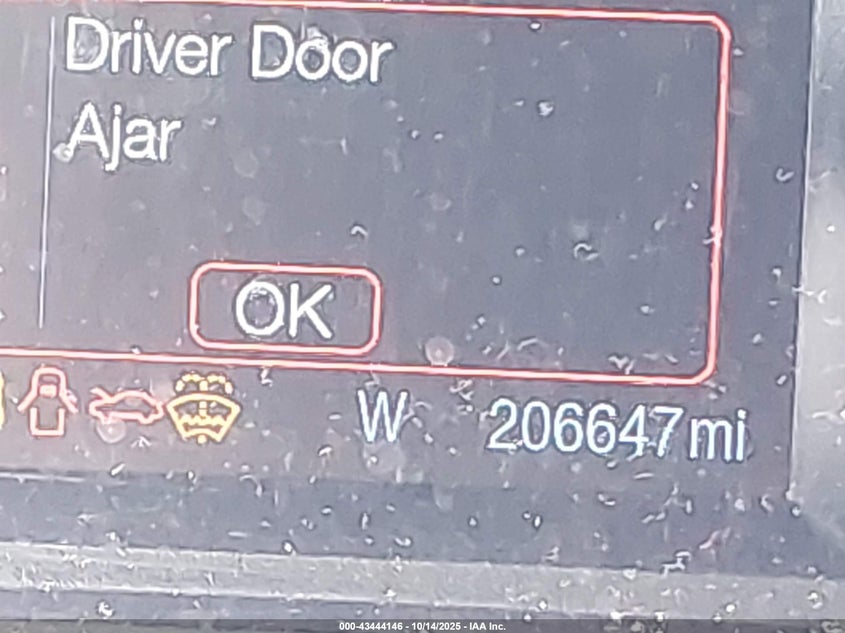 Driver Door
Ajar
OK
W 206647mi
000-43444146 - 10/14/2025 - IAA Inc.